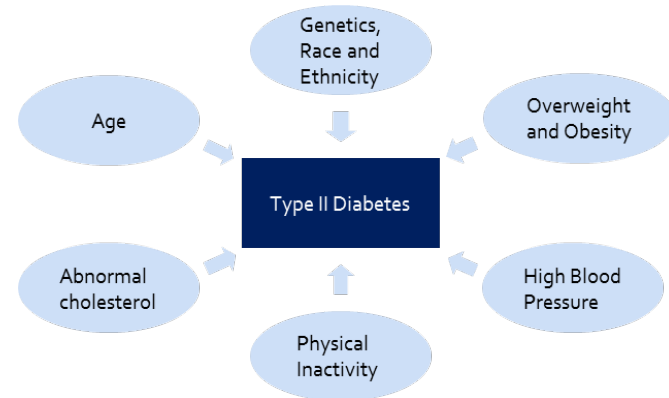 Genetics,
Race and
Ethnicity
Age
Overweight
and Obesity
Type II Diabetes
Abnormal
cholesterol
High Blood
Pressure
Physical
Inactivity